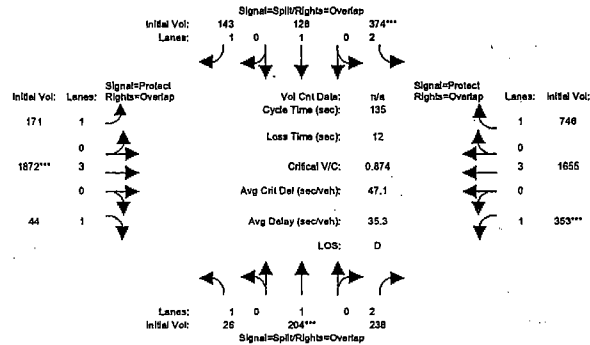 Signal=Split/Rights=Overlap
Initial Vol: 143 128 374***
Lanes: 1 0 1 0 2
Signal=Protect Signal=Protect
Initial Vol: Lanes: Rights=Overlap Vol Cnt Date: n/a Rights=Overlap Lanes: Initial Vol:
Cycle Time (sec): 135
171 1 1 746
0 Loss Time (sec): 12 0
1872*** 3 Critical V/C: 0.874 3 1655
0 Avg Crit Del (sec/veh): 47.1 0
44 1 Avg Delay (sec/veh): 35.3 1 353***
LOS: D
Lanes: 1 0 1 0 2
Initial Vol: 26 204*** 238
Signal=Split/Rights=Overlap